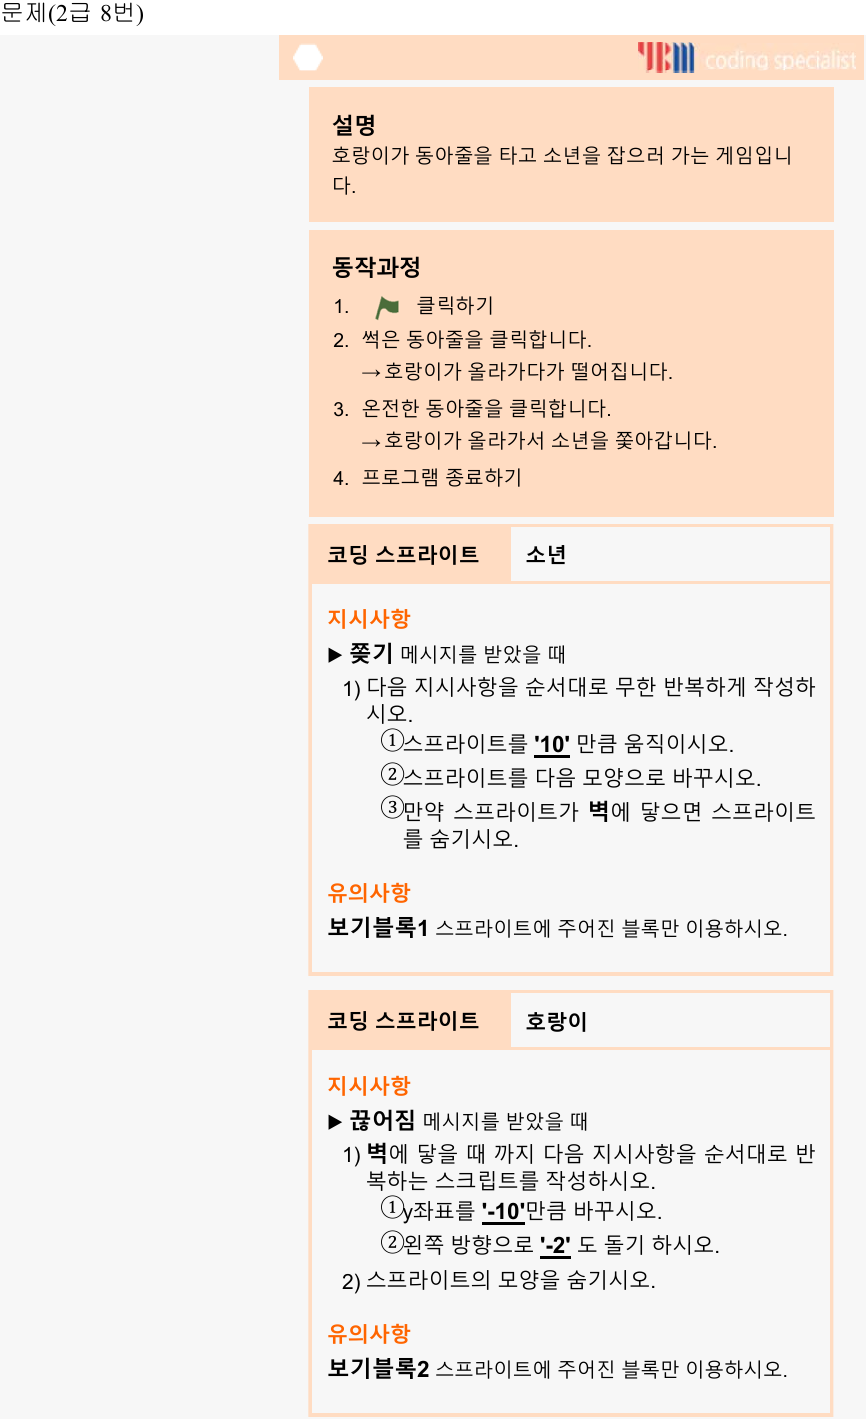 문제(2급 8번)
YBM coding specialist
설명
호랑이가 동아줄을 타고 소년을 잡으러 가는 게임입니
다.
동작과정
1. 클릭하기
2. 썩은 동아줄을 클릭합니다.
→호랑이가 올라가다가 떨어집니다.
3. 온전한 동아줄을 클릭합니다.
→호랑이가 올라가서 소년을 쫓아갑니다.
4. 프로그램 종료하기
코딩 스프라이트 소년
지시사항
▶ 쫒기 메시지를 받았을 때
1) 다음 지시사항을 순서대로 무한 반복하게 작성하
시오.
①스프라이트를 '10' 만큼 움직이시오.
②스프라이트를 다음 모양으로 바꾸시오.
③만약 스프라이트가 벽에 닿으면 스프라이트
를 숨기시오.
유의사항
보기블록1 스프라이트에 주어진 블록만 이용하시오.
코딩 스프라이트 호랑이
지시사항
▶ 끊어짐 메시지를 받았을 때
1) 벽에 닿을 때 까지 다음 지시사항을 순서대로 반
복하는 스크립트를 작성하시오.
①y좌표를 '-10'만큼 바꾸시오.
②왼쪽 방향으로 '-2' 도 돌기 하시오.
2) 스프라이트의 모양을 숨기시오.
유의사항
보기블록2 스프라이트에 주어진 블록만 이용하시오.